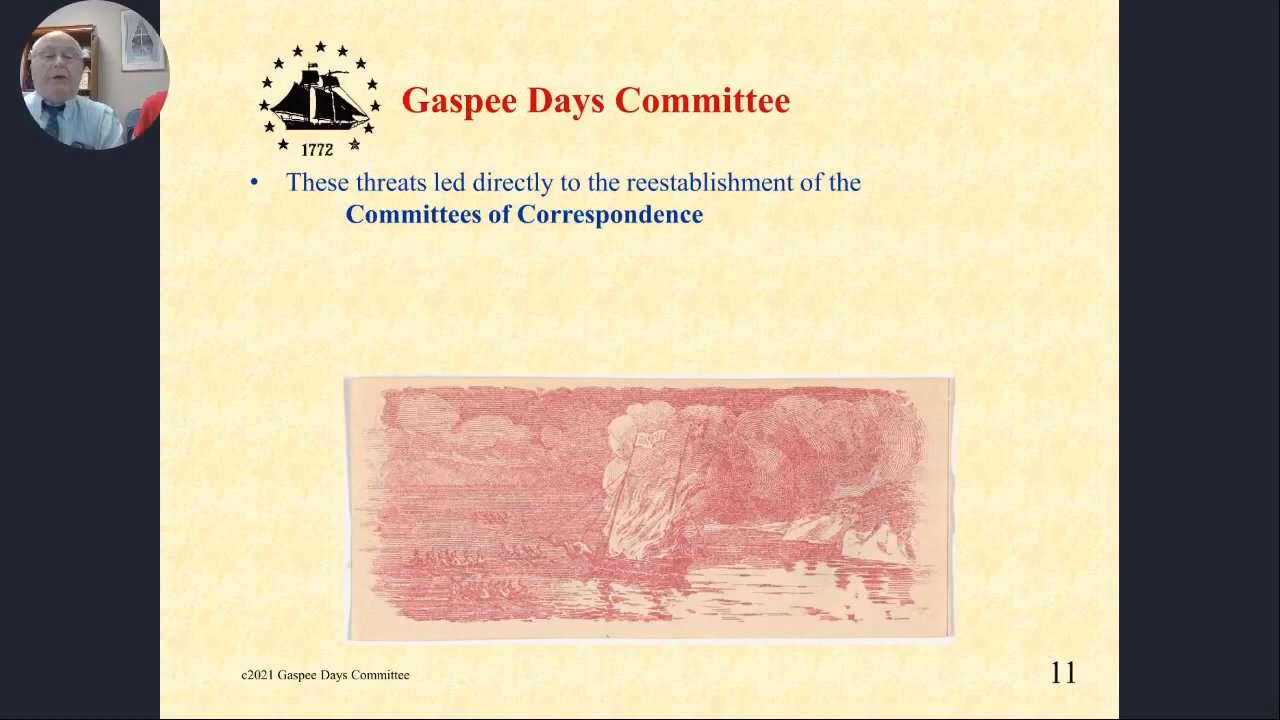 Gaspee Days Committee
1772
• These threats led directly to the reestablishment of the
Committees of Correspondence
c2021 Gaspee Days Committee
11